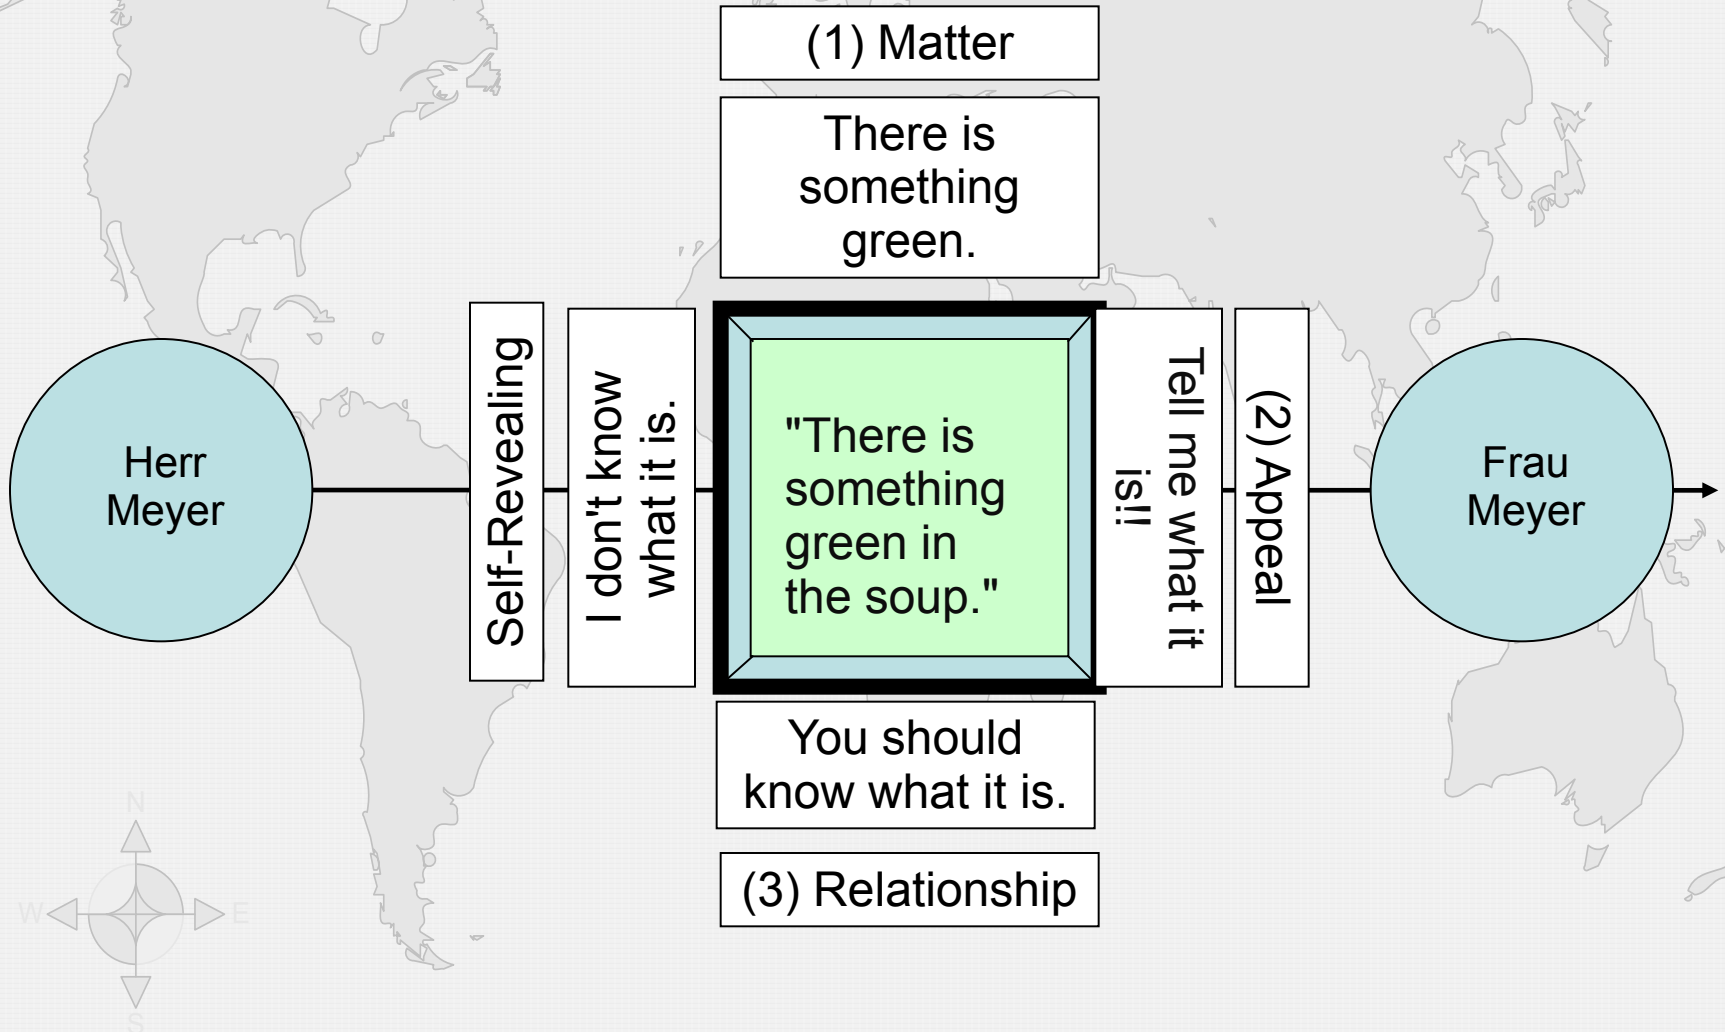 (1) Matter
There is
something
green.
Herr
Meyer
Self-Revealing
I don't know
what it is.
"There is
something
green in
the soup."
Tell me what it
is!!
(2) Appeal
Frau
Meyer
You should
know what it is.
(3) Relationship
N
W
E
S